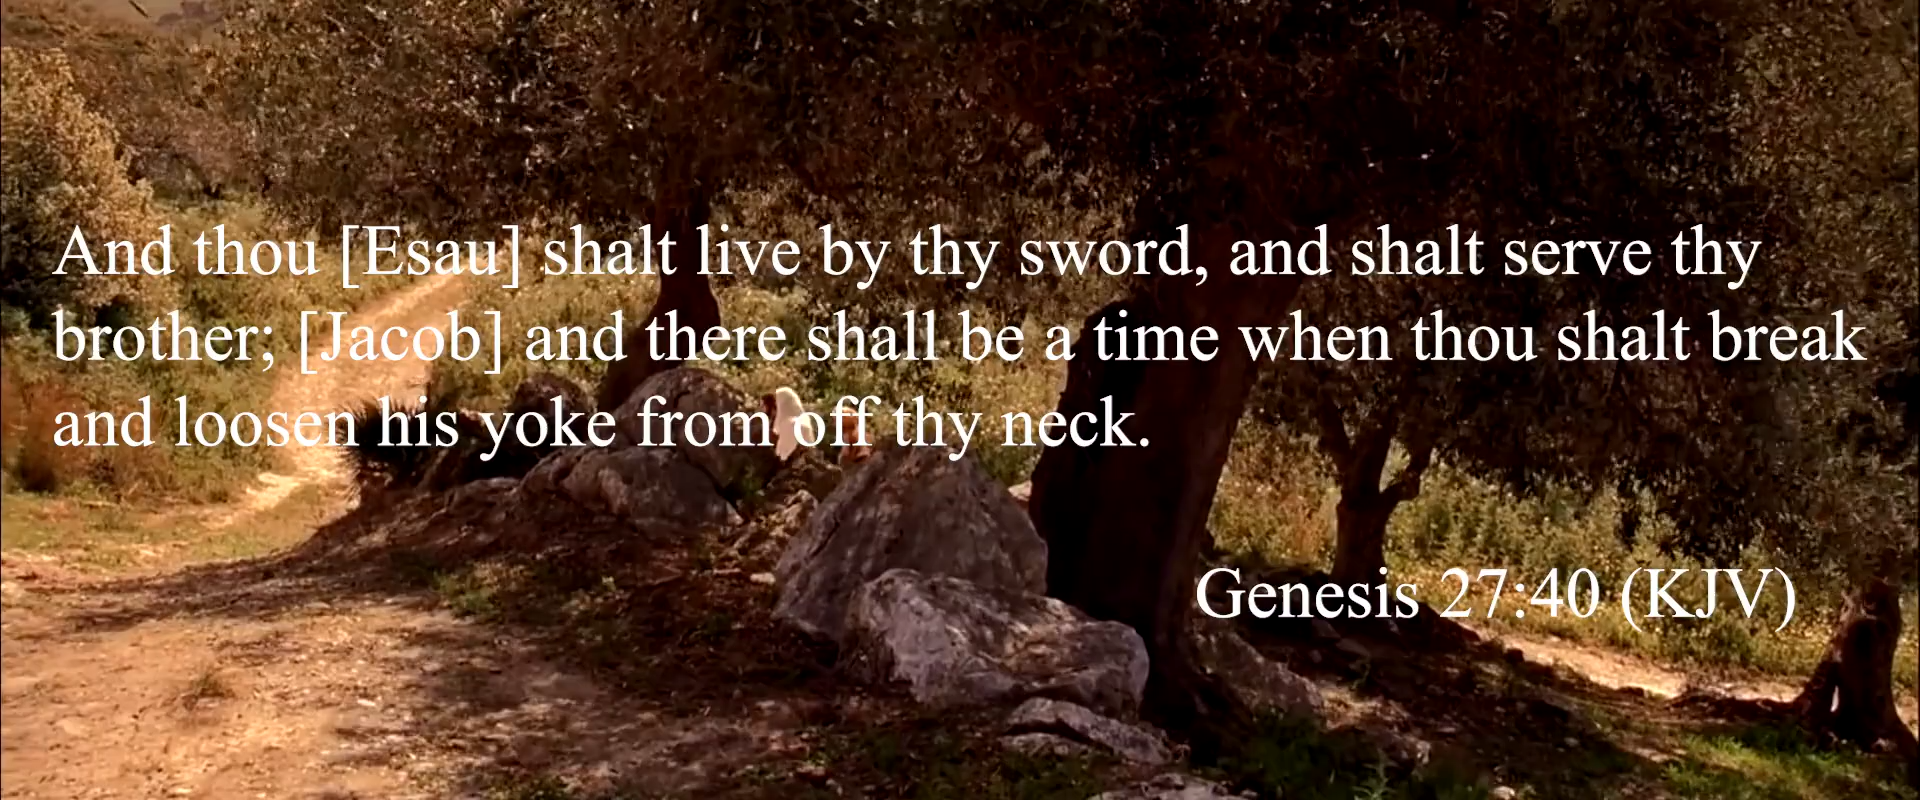 And thou [Esau] shalt live by thy sword, and shalt serve thy
brother; [Jacob] and there shall be a time when thou shalt break
and loosen his yoke from off thy neck.
Genesis 27:40 (KJV)